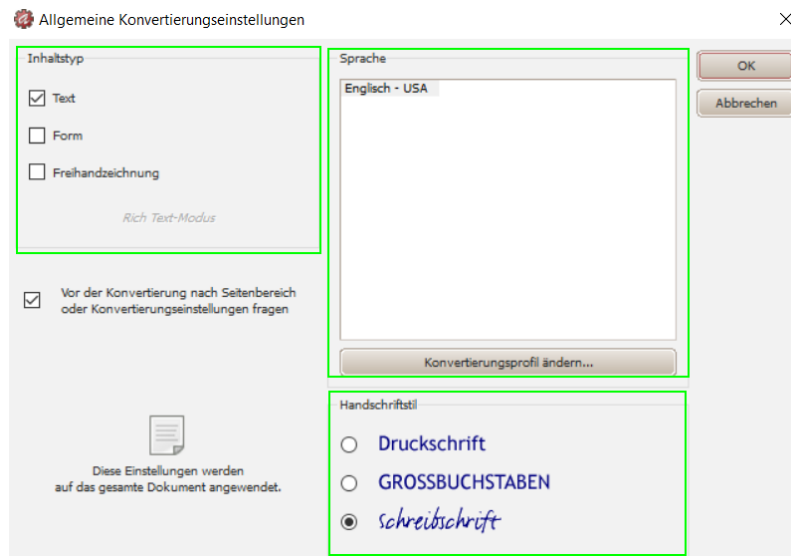 Allgemeine Konvertierungseinstellungen
Inhaltstyp
Text
Form
Freihandzeichnung
Rich Text-Modus
Vor der Konvertierung nach Seitenbereich
oder Konvertierungseinstellungen fragen
Diese Einstellungen werden
auf das gesamte Dokument angewendet.
Sprache
Englisch - USA
Konvertierungsprofil ändern...
Handschriftstil
Druckschrift
GROSSBUCHSTABEN
Schreibschrift
OK
Abbrechen